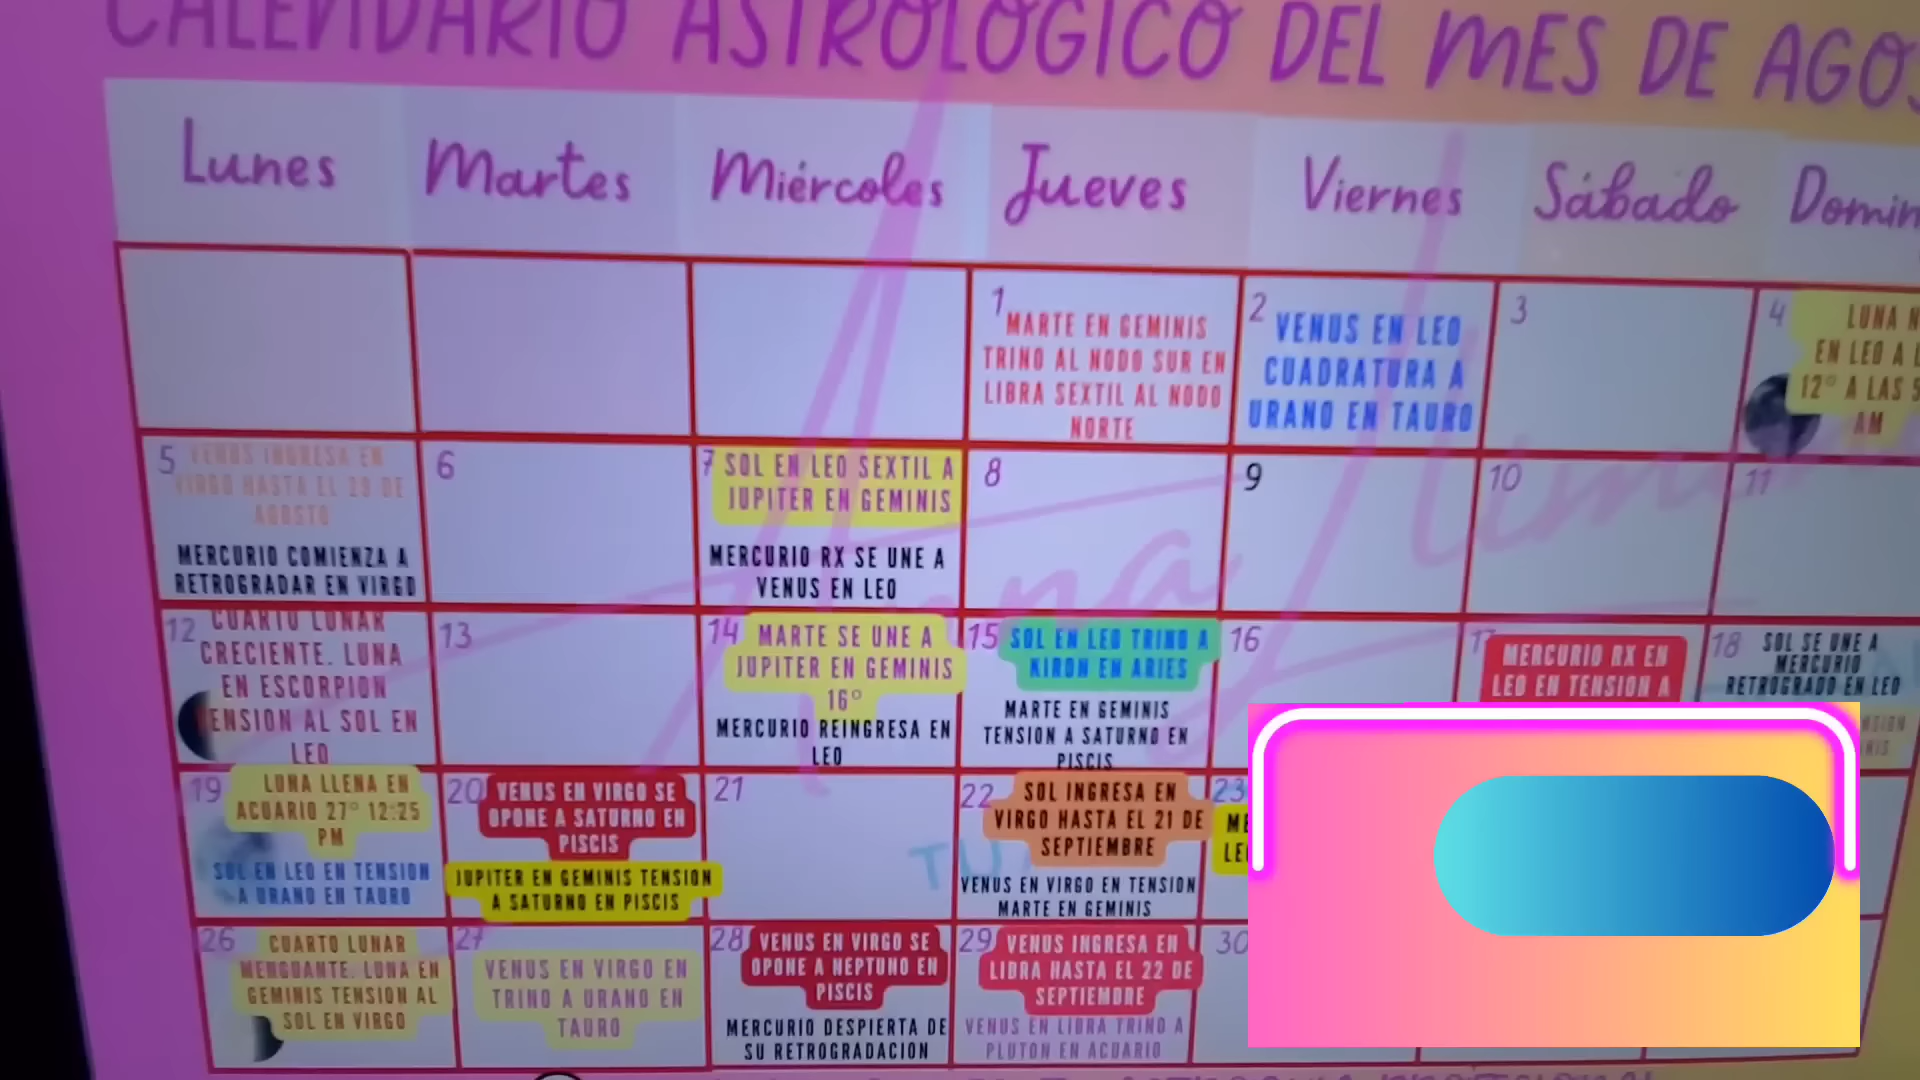 CALENDARIO ASTROLOGICO DEL MES DE
Lunes Martes Miércoles Jueves Viernes Sábado
1
MARTE EN GEMINIS
TRINO AL NODO SUR EN
LIBRA SEXTIL AL NODO
NORTE
2
VENUS EN LEO
CUADRATURA A
URANO EN TAURO
3
4
LUNA
EN LEO A
12° A LAS
AM
5
VENUS INGRESA EN
VIRGO HASTA EL 29 DE
AGOSTO
MERCURIO COMIENZA A
RETROGRADAR EN VIRGO
6
7
SOL EN LEO SEXTIL A
JUPITER EN GEMINIS
MERCURIO RX SE UNE A
VENUS EN LEO
8
9
10
11
12
CUARTO LUNAR
CRECIENTE. LUNA
EN ESCORPION
TENSION AL SOL EN
LEO
13
14
MARTE SE UNE A
JUPITER EN GEMINIS
16°
MERCURIO REINGRESA EN
LEO
15
SOL EN LEO TRINO A
KIRON EN ARIES
MARTE EN GEMINIS
TENSION A SATURNO EN
PISCIS
16
17
MERCURIO RX EN
LEO EN TENSION A
18
SOL SE UNE A
MERCURIO
RETROGRADO EN LEO
19
LUNA LLENA EN
ACUARIO 27° 12:25
PM
SOL EN LEO EN TENSION
A URANO EN TAURO
20
VENUS EN VIRGO SE
OPONE A SATURNO EN
PISCIS
JUPITER EN GEMINIS TENSION
A SATURNO EN PISCIS
21
22
SOL INGRESA EN
VIRGO HASTA EL 21 DE
SEPTIEMBRE
VENUS EN VIRGO EN TENSION
MARTE EN GEMINIS
23
26
CUARTO LUNAR
MENGUANTE. LUNA EN
GEMINIS TENSION AL
SOL EN VIRGO
27
VENUS EN VIRGO EN
TRINO A URANO EN
TAURO
28
VENUS EN VIRGO SE
OPONE A NEPTUNO EN
PISCIS
MERCURIO DESPIERTA DE
SU RETROGRADACION
29
VENUS INGRESA EN
LIBRA HASTA EL 22 DE
SEPTIEMBRE
VENUS EN LIBRA TRINO A
PLUTON EN ACUARIO
30